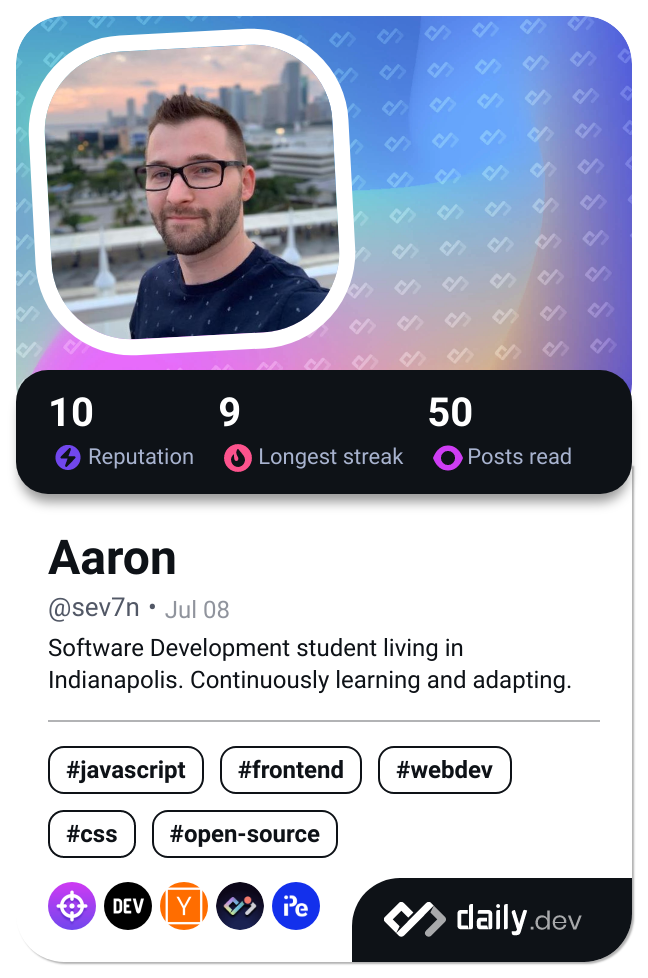 10 9 50
Reputation Longest streak Posts read
Aaron
@sev7n • Jul 08
Software Development student living in
Indianapolis. Continuously learning and adapting.
#javascript #frontend #webdev
#css #open-source
DEV Y
daily.dev